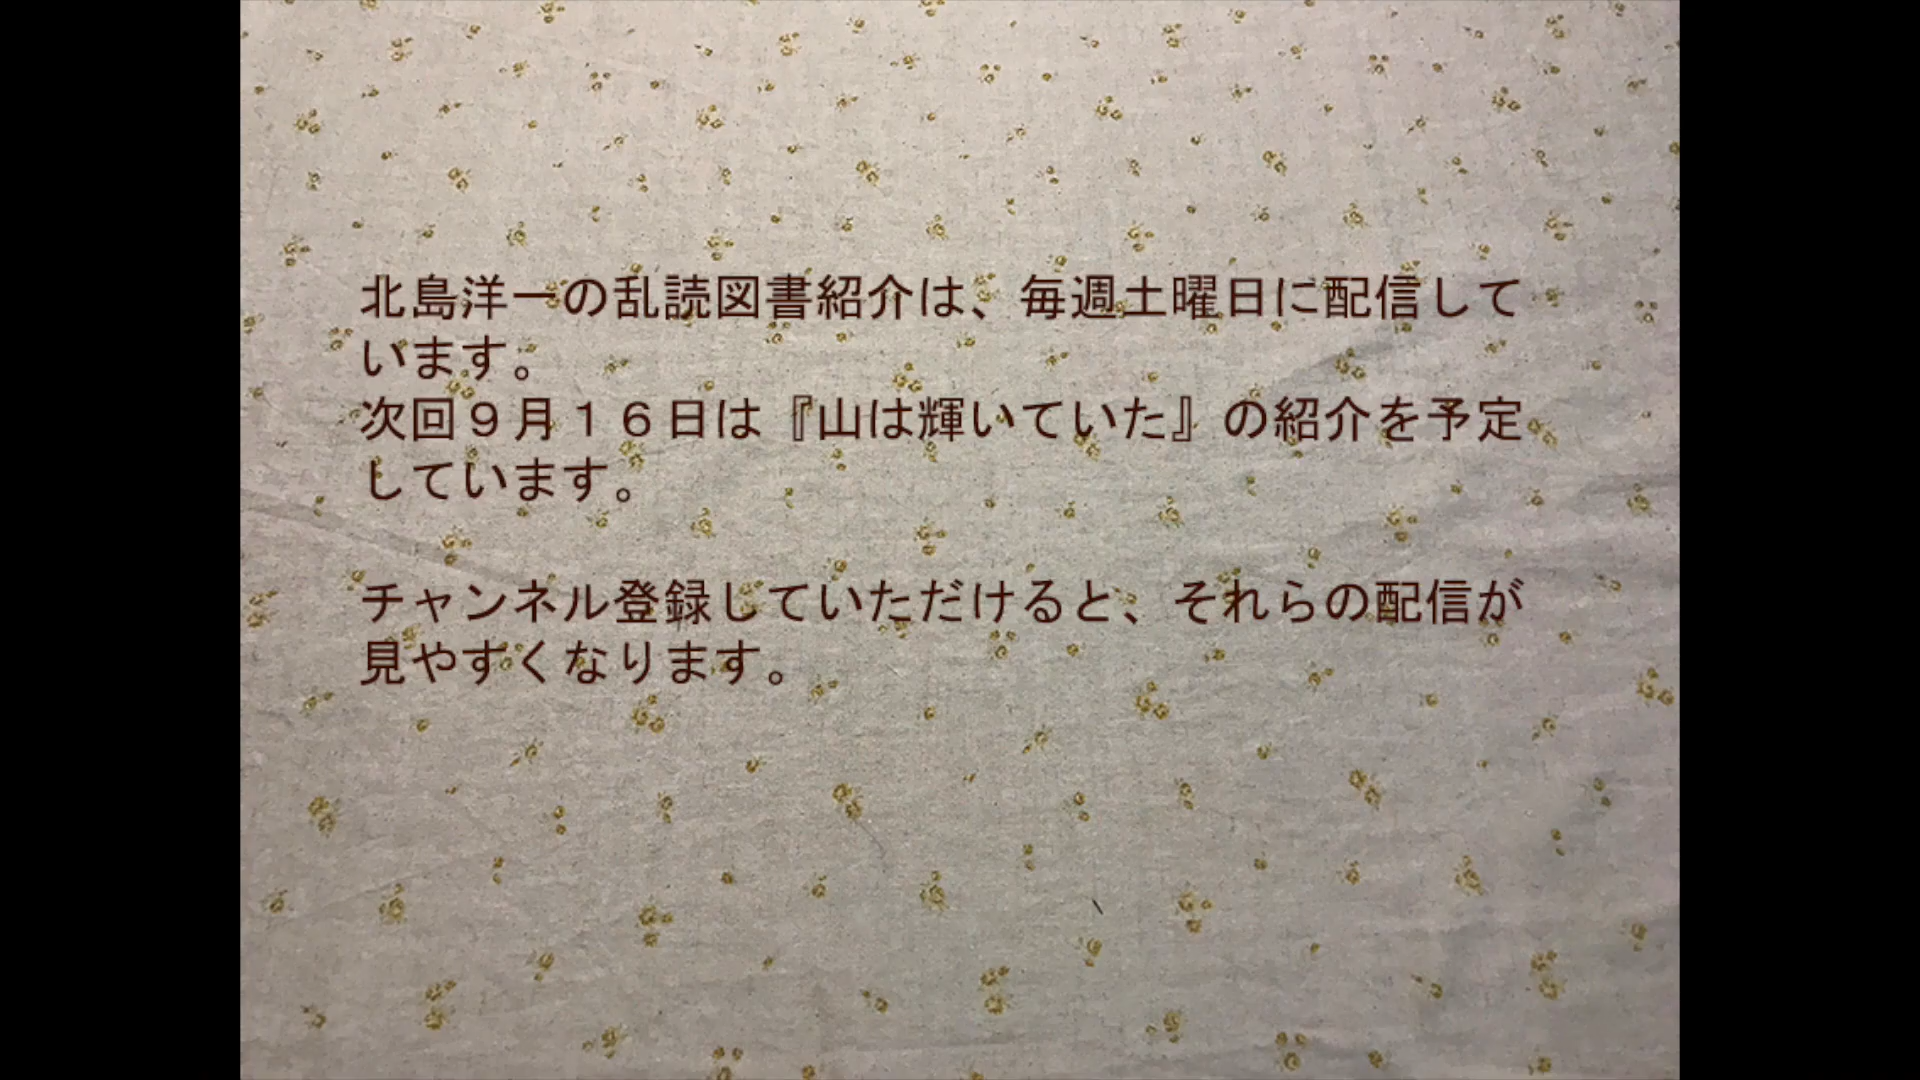 北島洋一の乱読図書紹介は、毎週土曜日に配信して
います。
次回９月１６日は『山は輝いていた』の紹介を予定
しています。
チャンネル登録していただけると、それらの配信が
見やすくなります。